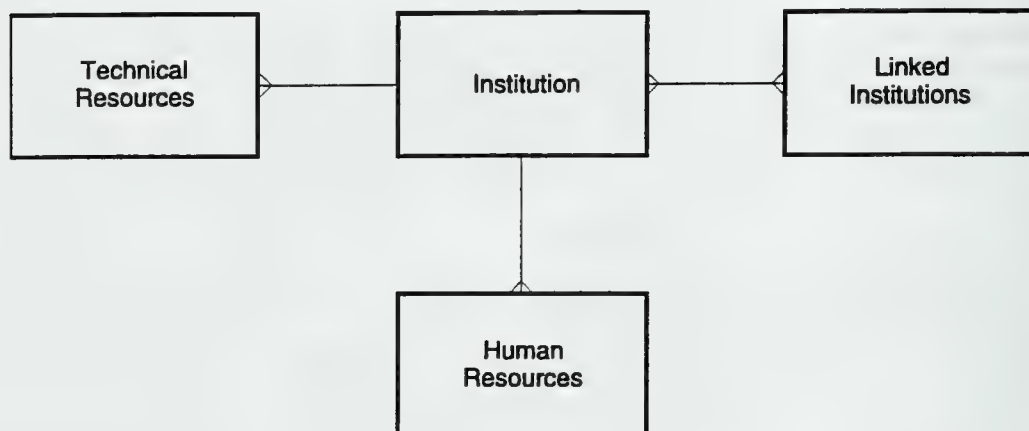 Technical
Resources
Institution
Linked
Institutions
Human
Resources